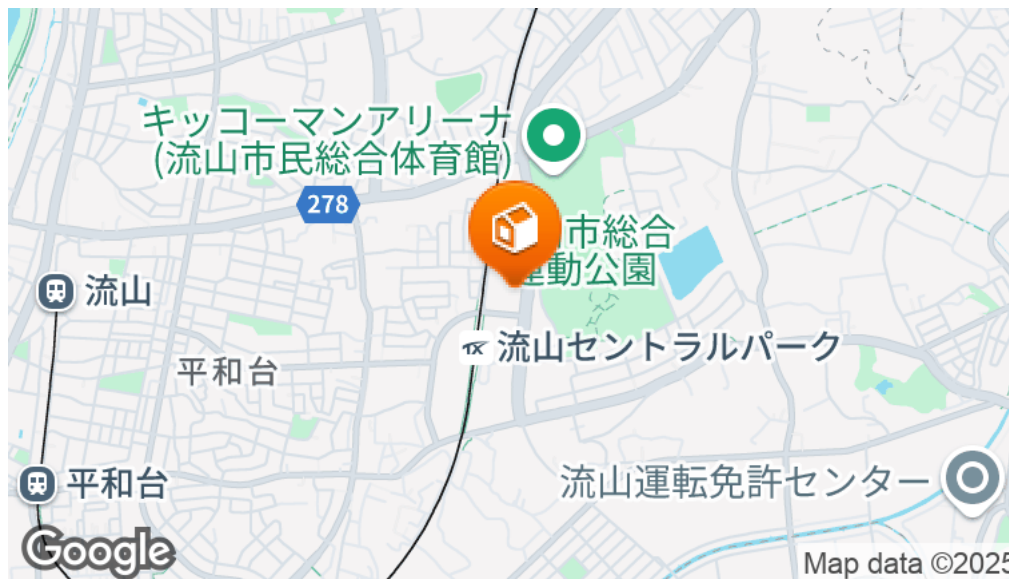 キッコーマンアリーナ
(流山市民総合体育館)
278
市総合
運動公園
流山
TX
流山セントラルパーク
平和台
平和台
流山運転免許センター
Google
Map data ©2025